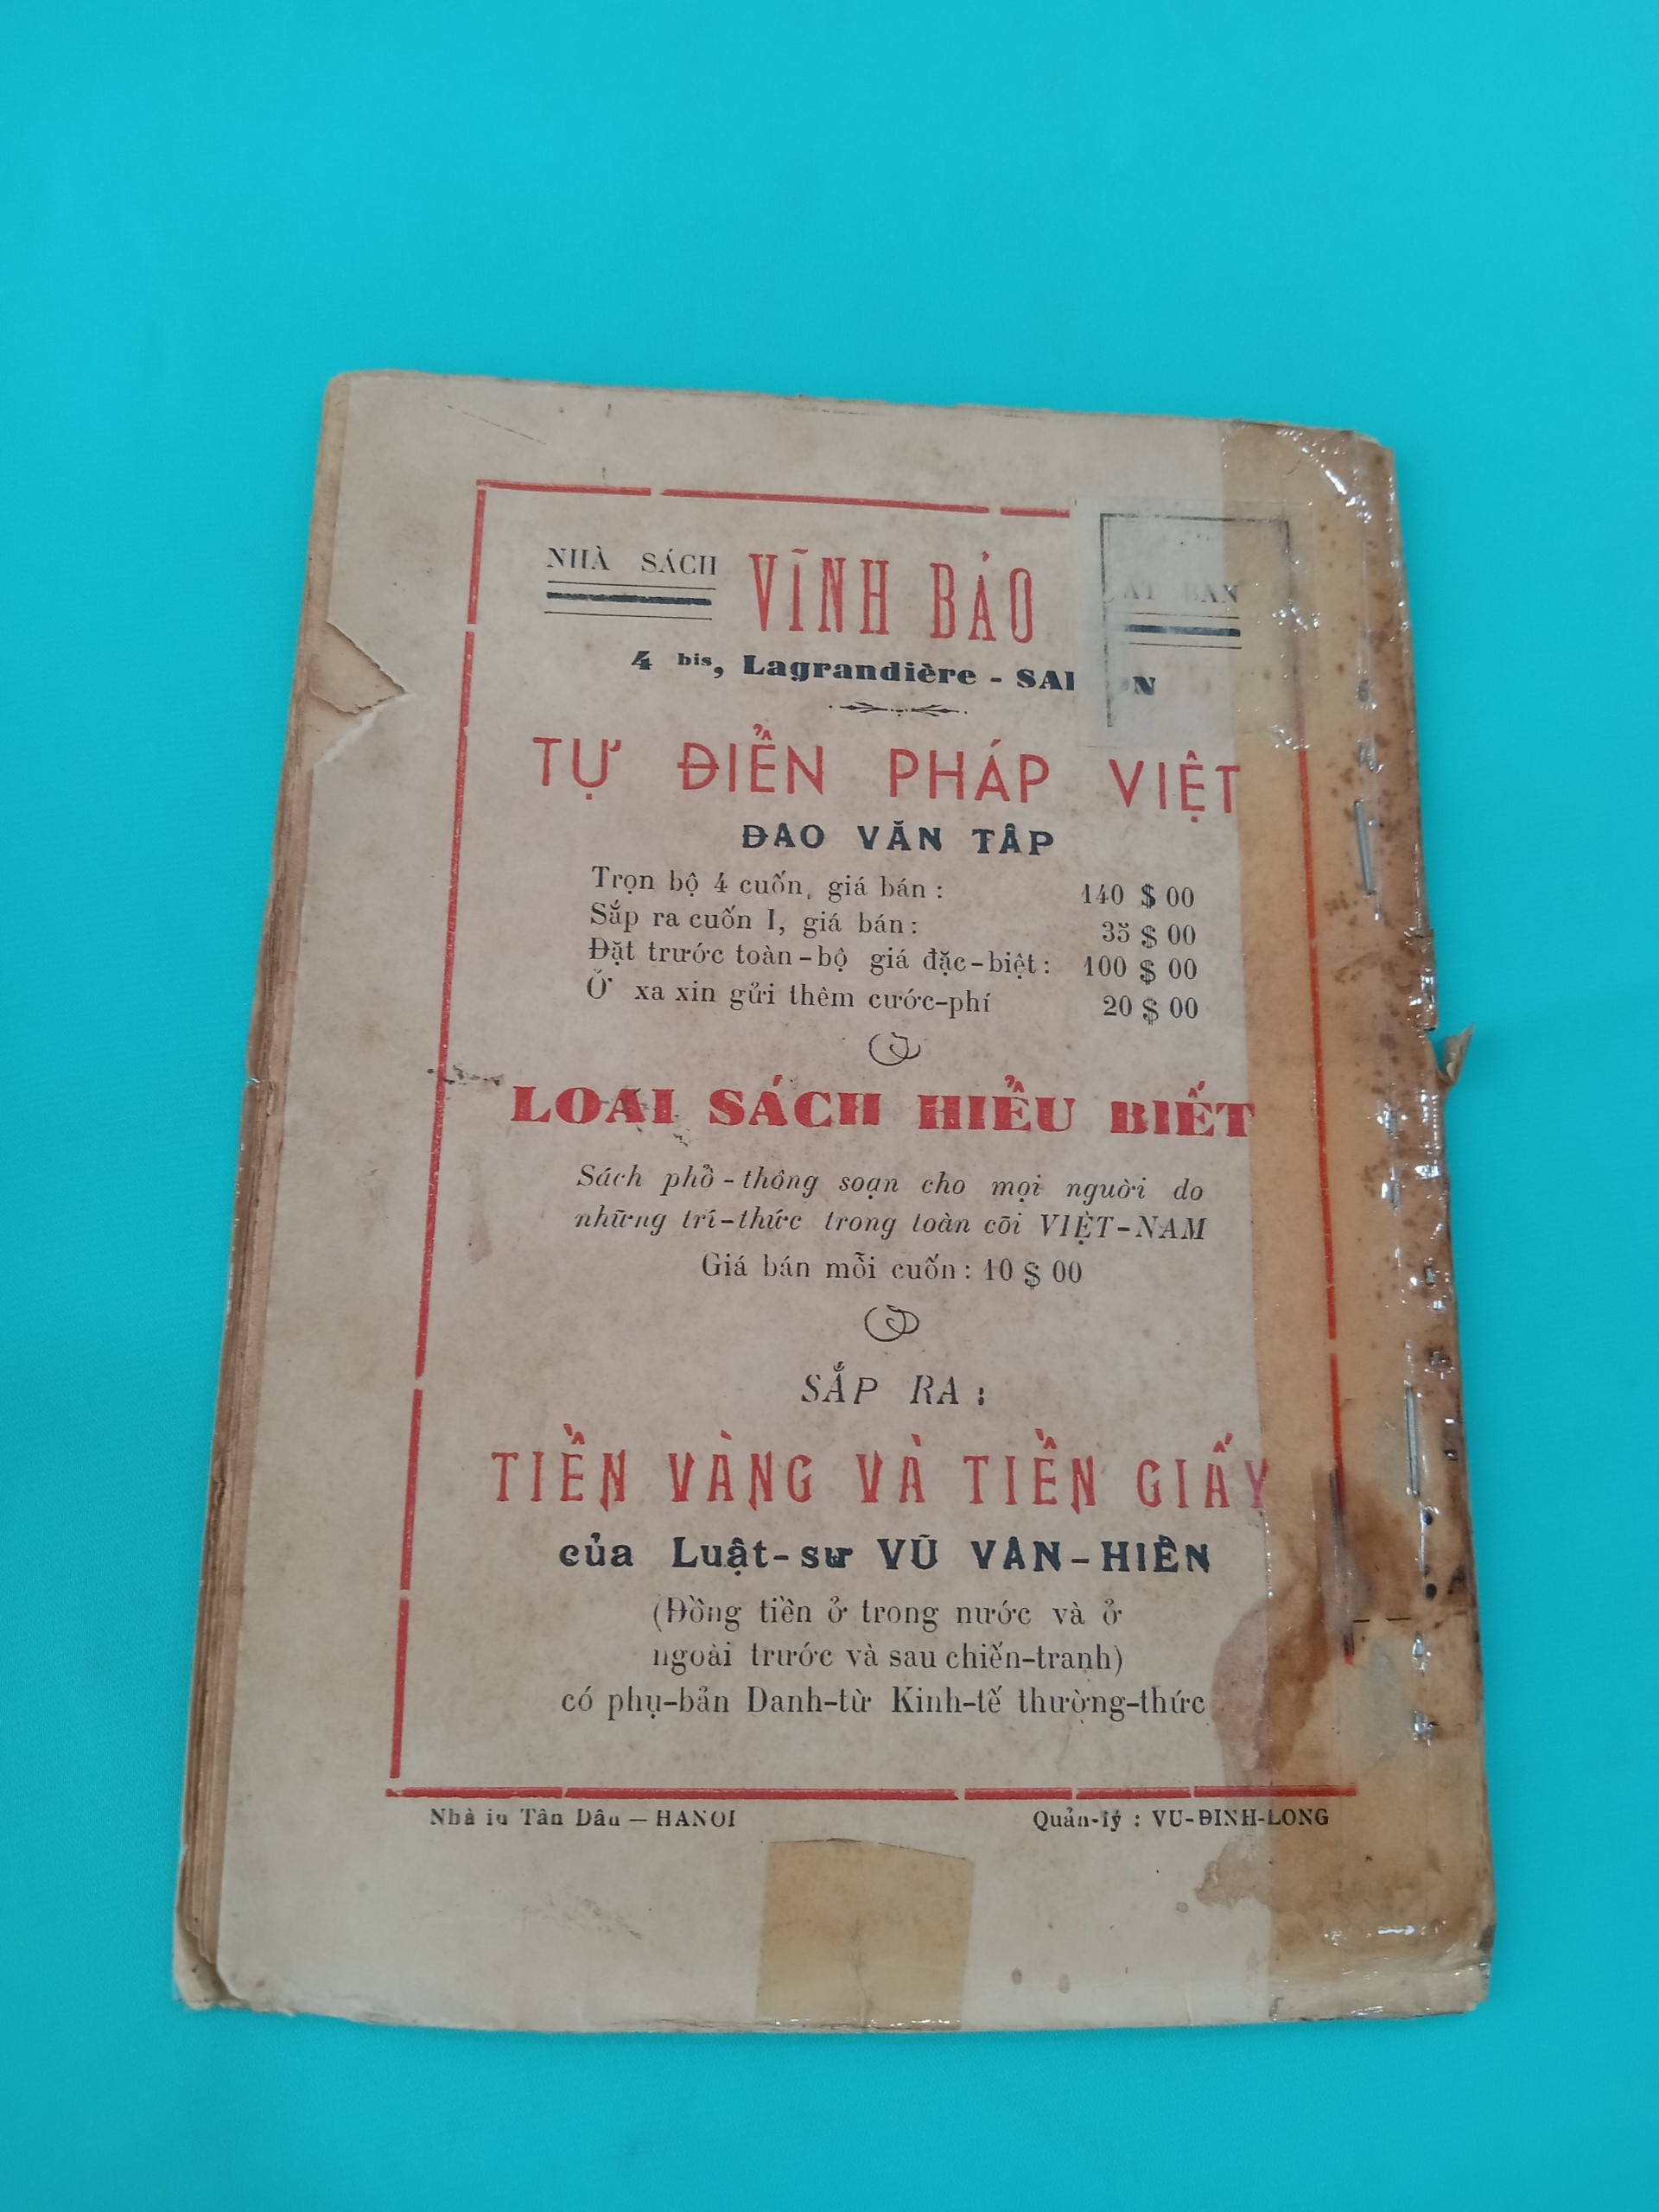 NHÀ SÁCH VĨNH BẢO BAN
4 bis, Lagrandière - SAI N
TỰ ĐIỂN PHÁP VIỆT
ĐAO VĂN TẬP
Trọn bộ 4 cuốn, giá bán : 140 $ 00
Sắp ra cuốn I, giá bán : 35 $ 00
Đặt trước toàn-bộ giá đặc-biệt : 100 $ 00
Ở xa xin gửi thêm cước-phí 20 $ 00
LOẠI SÁCH HIỂU BIẾT
Sách phổ-thông soạn cho mọi người do
những trí-thức trong toàn cõi VIỆT-NAM
Giá bán mỗi cuốn : 10 $ 00
SẮP RA :
TIỀN VÀNG VÀ TIỀN GIẤY
của Luật-sư VŨ VĂN-HIỀN
(Đồng tiền ở trong nước và ở
ngoài trước và sau chiến-tranh)
có phụ-bản Danh-từ Kinh-tế thường-thức
Nhà in Tân Dân — HANOI Quản-lý : VU-ĐINH-LONG